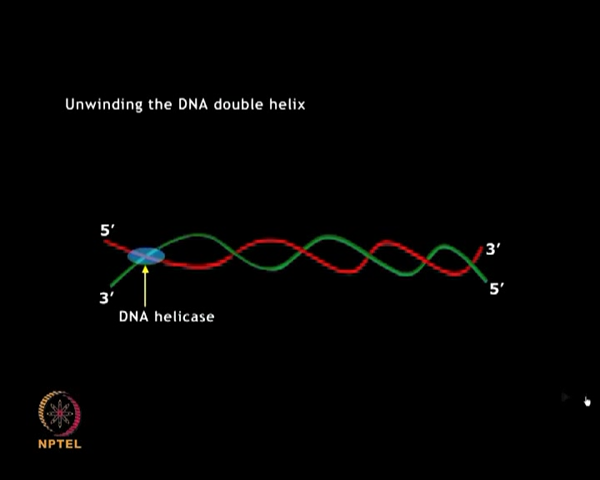 Unwinding the DNA double helix
5′
3′
3′
5′
DNA helicase
NPTEL